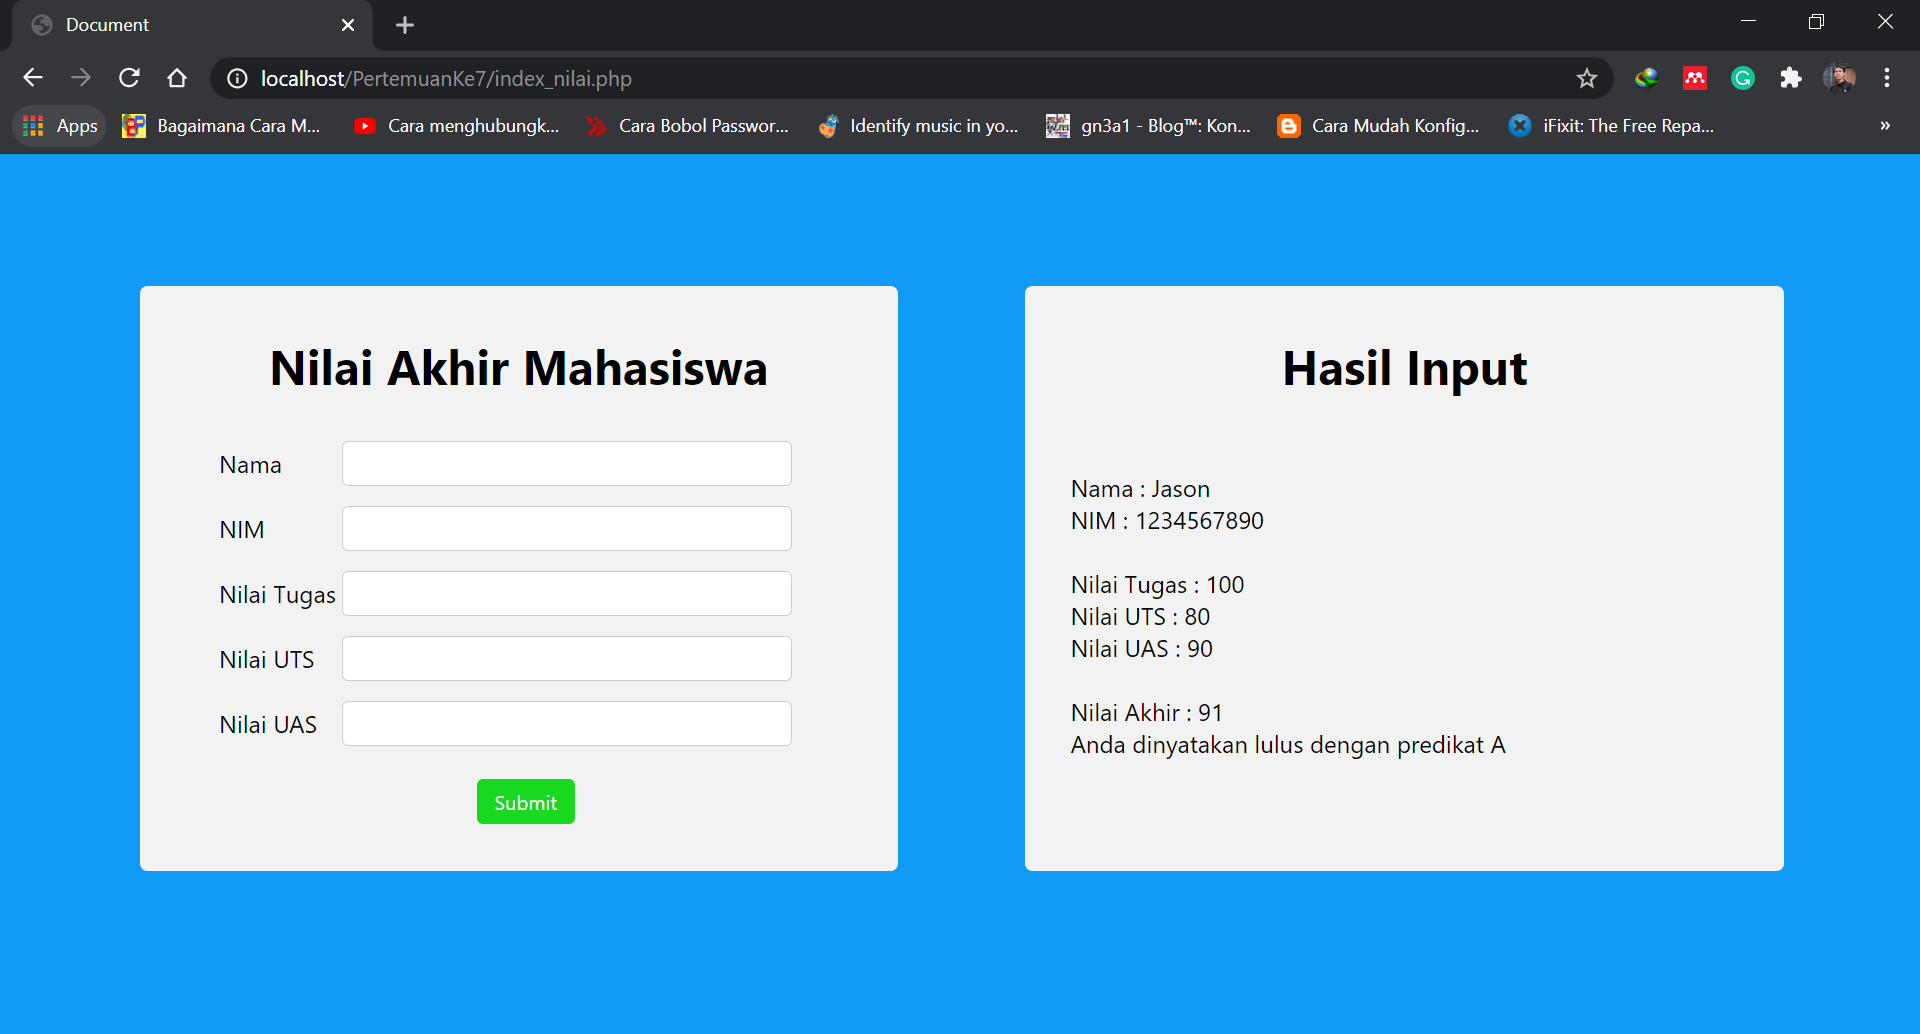 Document
localhost/PertemuanKe7/index_nilai.php
Apps
Bagaimana Cara M...
Cara menghubungk...
Cara Bobol Passwor...
Identify music in yo...
gn3a1 - Blog™: Kon...
Cara Mudah Konfig...
iFixit: The Free Repa...
»
Nilai Akhir Mahasiswa
Nama
NIM
Nilai Tugas
Nilai UTS
Nilai UAS
Submit
Hasil Input
Nama : Jason
NIM : 1234567890
Nilai Tugas : 100
Nilai UTS : 80
Nilai UAS : 90
Nilai Akhir : 91
Anda dinyatakan lulus dengan predikat A